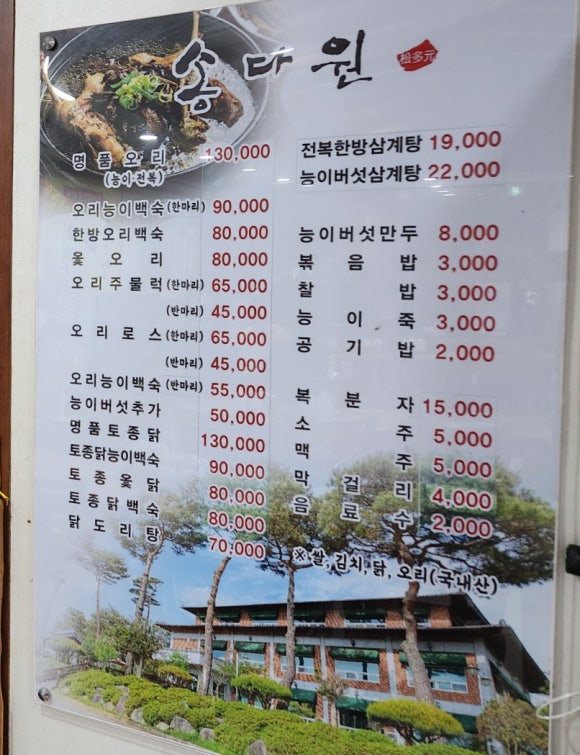 송다원 松多元
명품오리 130,000
(능이·전복)
오리능이백숙(한마리) 90,000
한방오리백숙 80,000
옻오리 80,000
오리주물럭(한마리) 65,000
(반마리) 45,000
오리로스(한마리) 65,000
(반마리) 45,000
오리능이백숙(반마리) 55,000
능이버섯추가 50,000
명품토종닭 130,000
토종닭능이백숙 90,000
토종옻닭 80,000
토종닭백숙 80,000
닭도리탕 70,000
전복한방삼계탕 19,000
능이버섯삼계탕 22,000
능이버섯만두 8,000
볶음밥 3,000
찰밥 3,000
능이죽 3,000
공기밥 2,000
복분자 15,000
소주 5,000
맥주 5,000
막걸리 4,000
음료수 2,000
※쌀,김치,닭,오리(국내산)